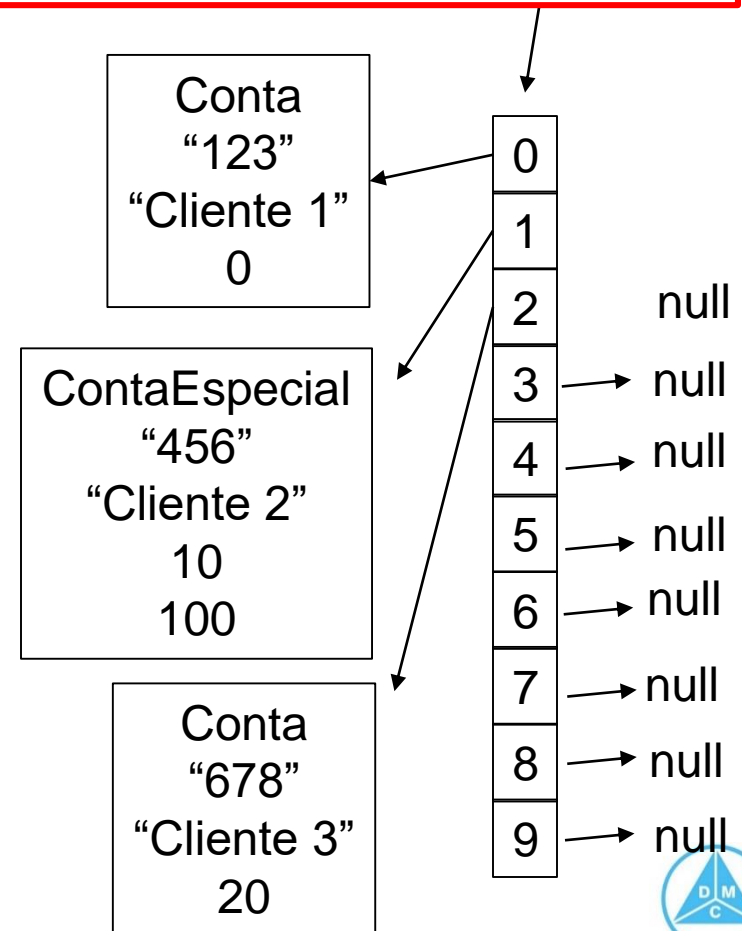 Conta
“123”
“Cliente 1”
0
ContaEspecial
“456”
“Cliente 2”
10
100
Conta
“678”
“Cliente 3”
20
0
1
2 null
3 null
4 null
5 null
6 null
7 null
8 null
9 null
D M
C